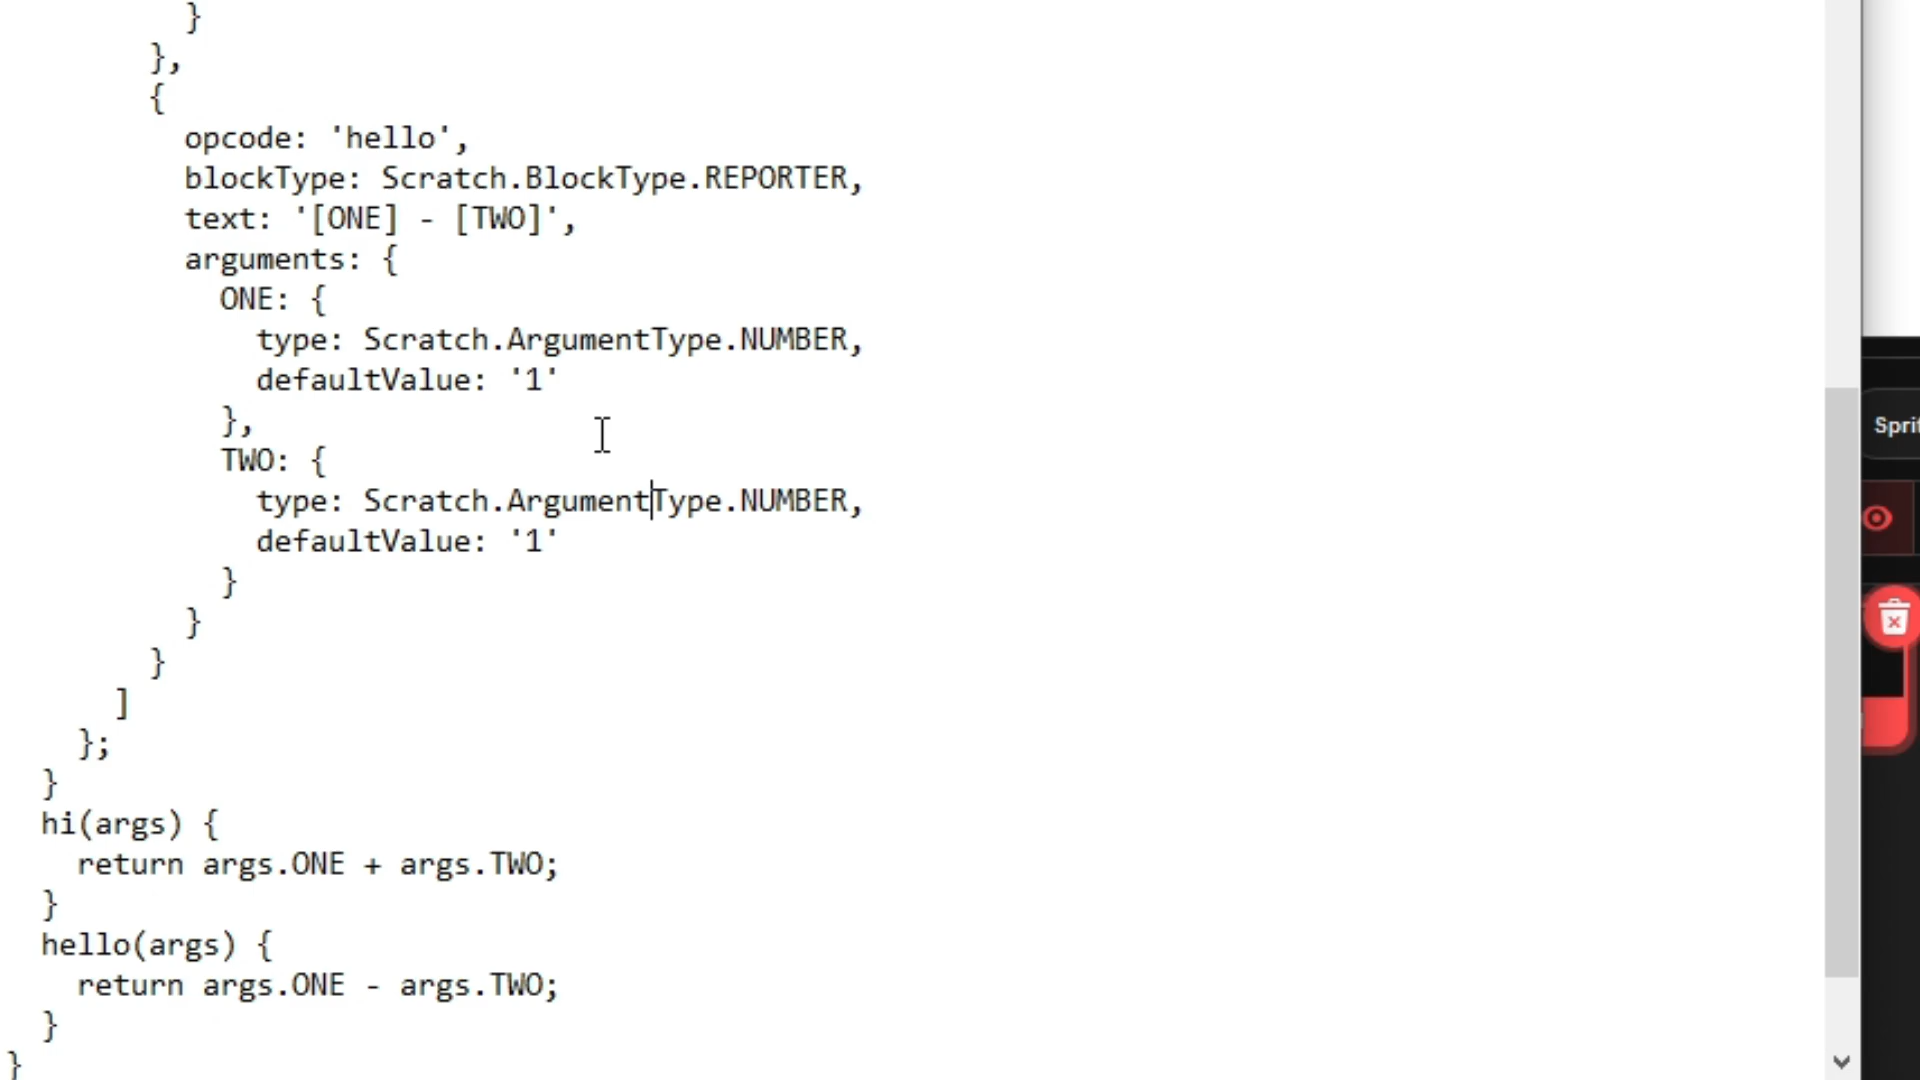 }
},
{
opcode: 'hello',
blockType: Scratch.BlockType.REPORTER,
text: '[ONE] - [TWO]',
arguments: {
ONE: {
type: Scratch.ArgumentType.NUMBER,
defaultValue: '1'
},
TWO: {
type: Scratch.ArgumentType.NUMBER,
defaultValue: '1'
}
}
}
]
};
}
hi(args) {
return args.ONE + args.TWO;
}
hello(args) {
return args.ONE - args.TWO;
}
}